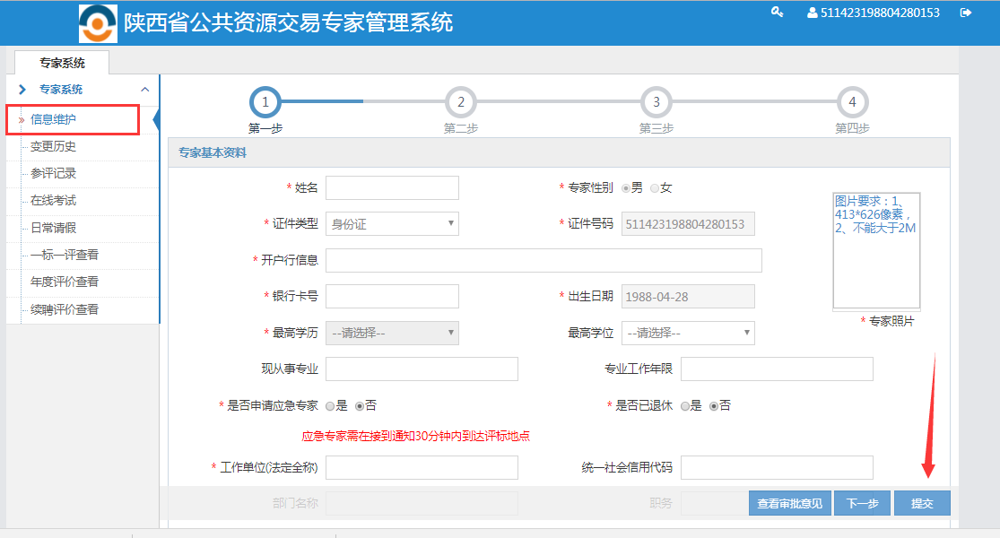 陕西省公共资源交易专家管理系统
511423198804280153
专家系统
专家系统
» 信息维护
变更历史
参评记录
在线考试
日常请假
一标一评查看
年度评价查看
续聘评价查看
1 2 3 4
第一步 第二步 第三步 第四步
专家基本资料
* 姓名 * 专家性别 男 女
图片要求：1、
413*626像素，
2、不能大于2M
* 证件类型 身份证 * 证件号码 511423198804280153
* 开户行信息
* 银行卡号 * 出生日期 1988-04-28
* 专家照片
* 最高学历 --请选择-- 最高学位 --请选择--
现从事专业 专业工作年限
* 是否申请应急专家 是 否 * 是否已退休 是 否
应急专家需在接到通知30分钟内到达评标地点
* 工作单位(法定全称) 统一社会信用代码
部门名称 职务
查看审批意见 下一步 提交